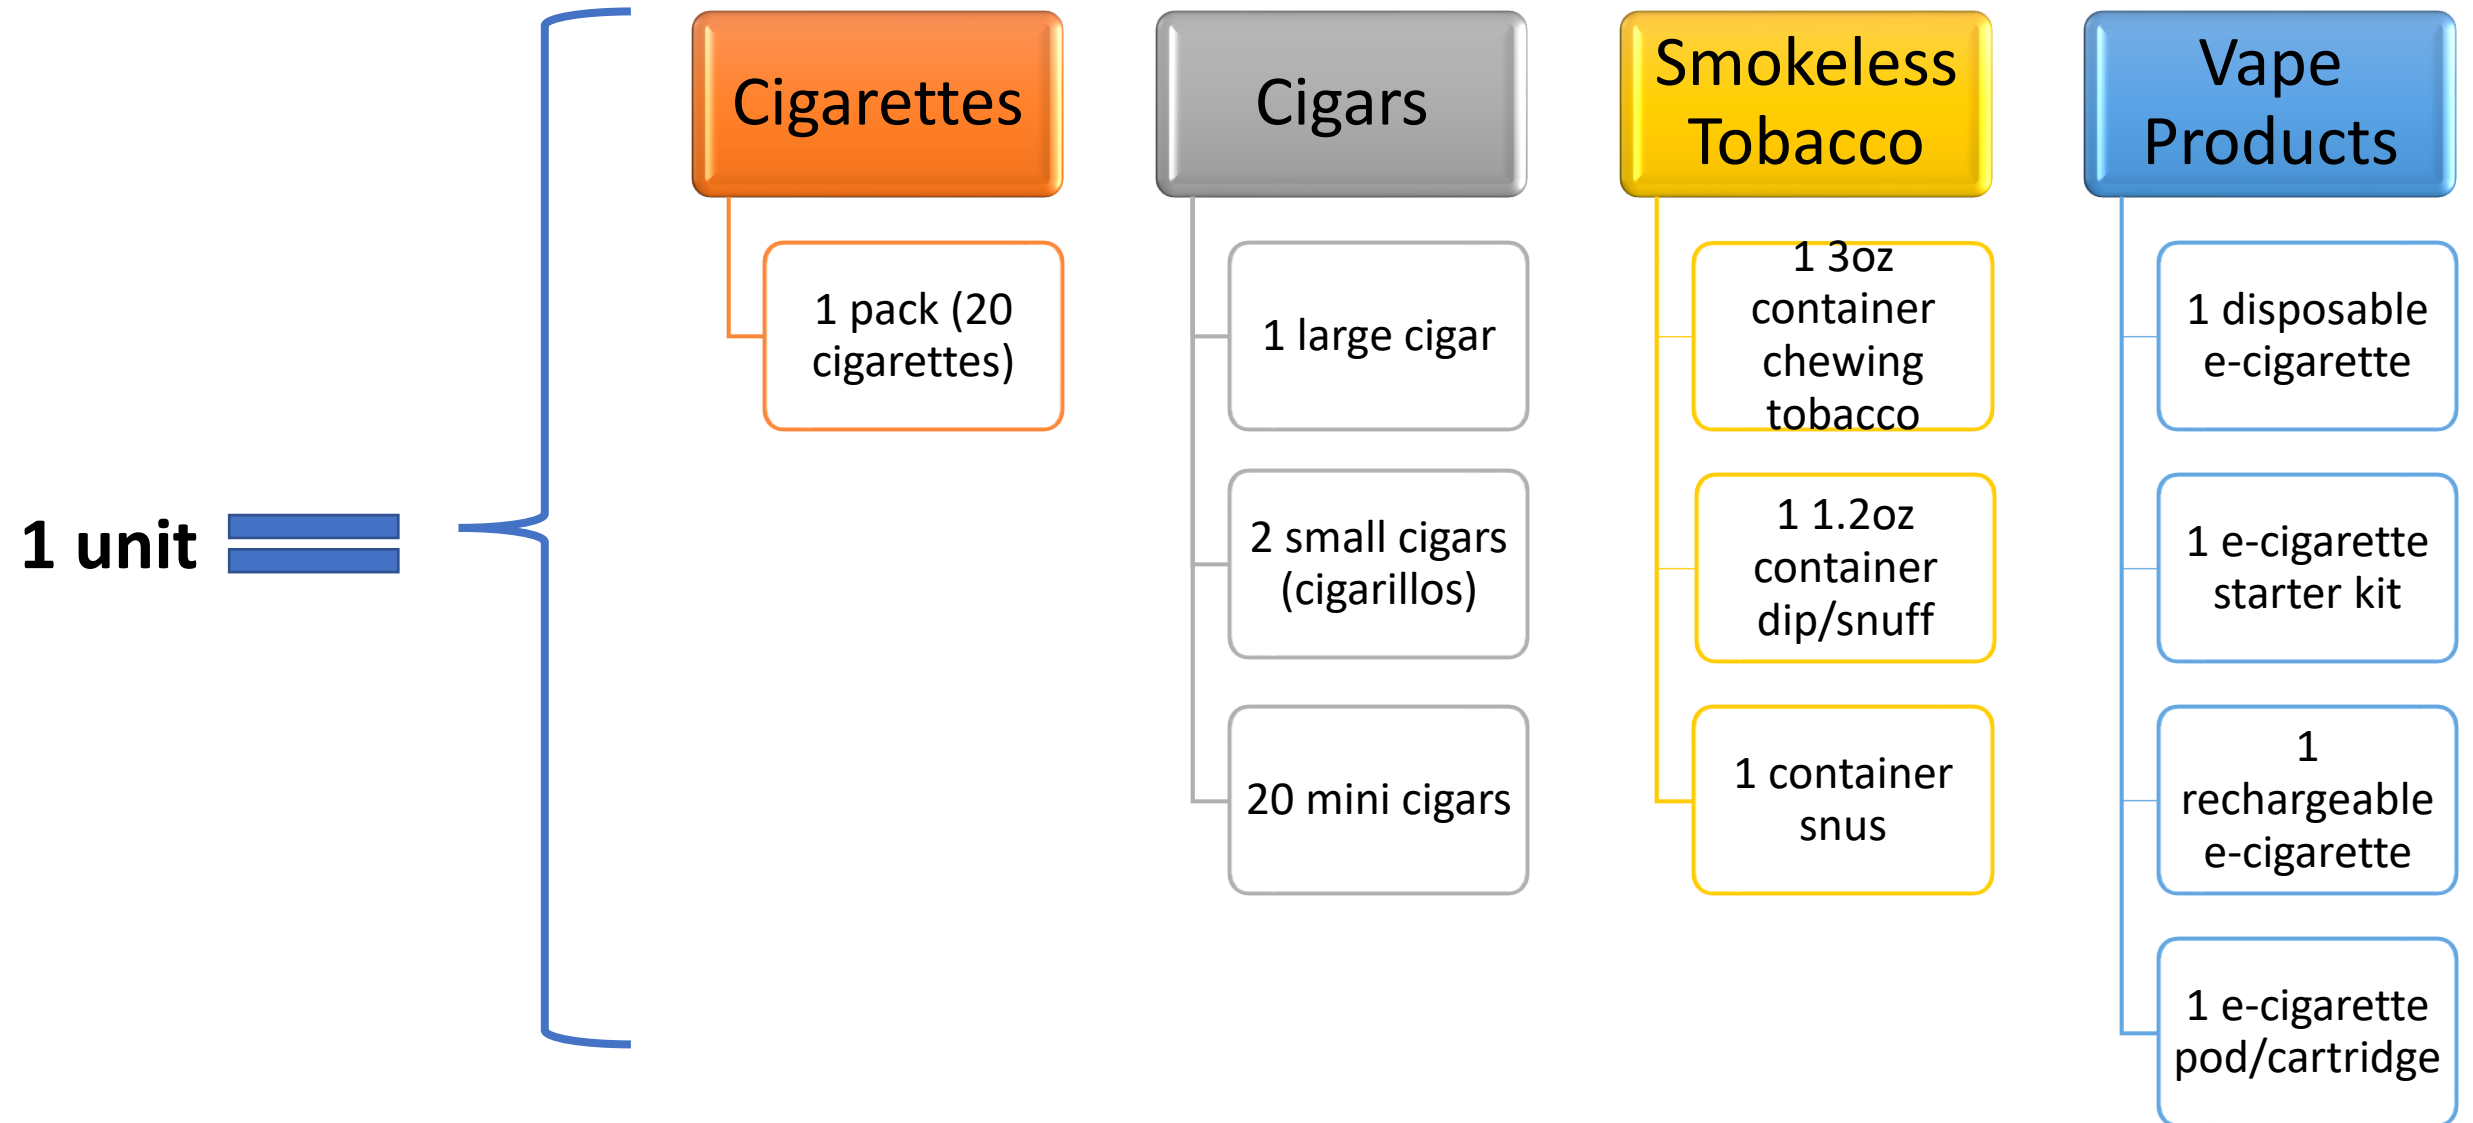 1 unit
Cigarettes
1 pack (20
cigarettes)
Cigars
1 large cigar
2 small cigars
(cigarillos)
20 mini cigars
Smokeless
Tobacco
1 3oz
container
chewing
tobacco
1 1.2oz
container
dip/snuff
1 container
snus
Vape
Products
1 disposable
e-cigarette
1 e-cigarette
starter kit
1
rechargeable
e-cigarette
1 e-cigarette
pod/cartridge